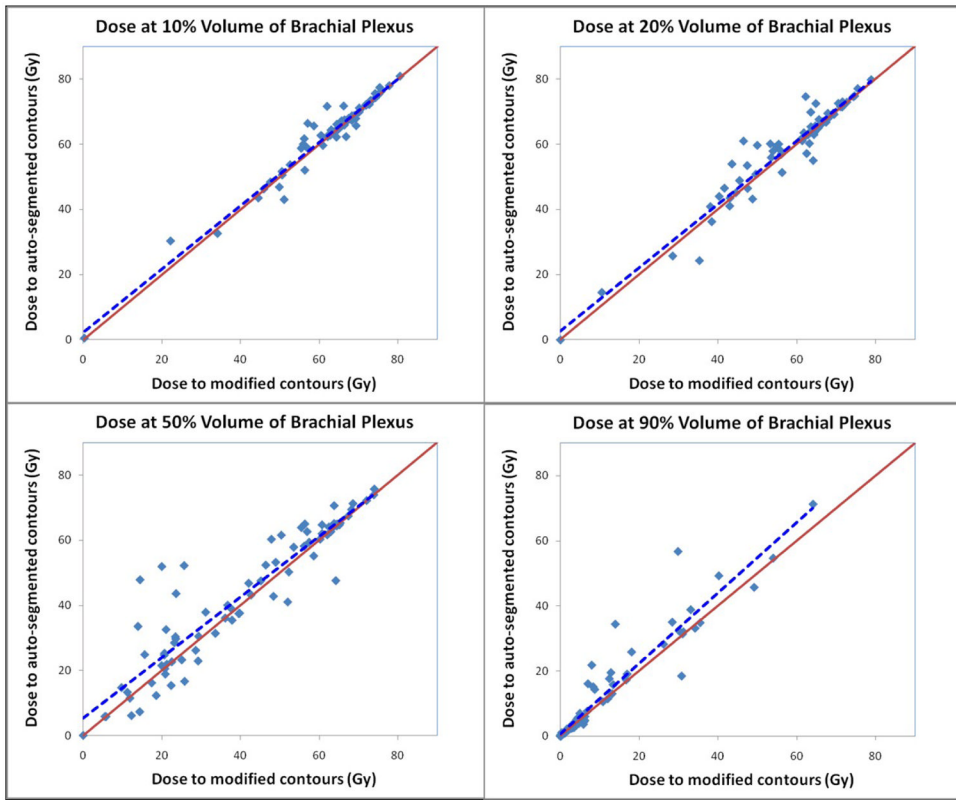 Dose at 10% Volume of Brachial Plexus
Dose to auto-segmented contours (Gy)
80
60
40
20
0
0 20 40 60 80
Dose to modified contours (Gy)
Dose at 20% Volume of Brachial Plexus
Dose to auto-segmented contours (Gy)
80
60
40
20
0
0 20 40 60 80
Dose to modified contours (Gy)
Dose at 50% Volume of Brachial Plexus
Dose to auto-segmented contours (Gy)
80
60
40
20
0
0 20 40 60 80
Dose to modified contours (Gy)
Dose at 90% Volume of Brachial Plexus
Dose to auto-segmented contours (Gy)
80
60
40
20
0
0 20 40 60 80
Dose to modified contours (Gy)